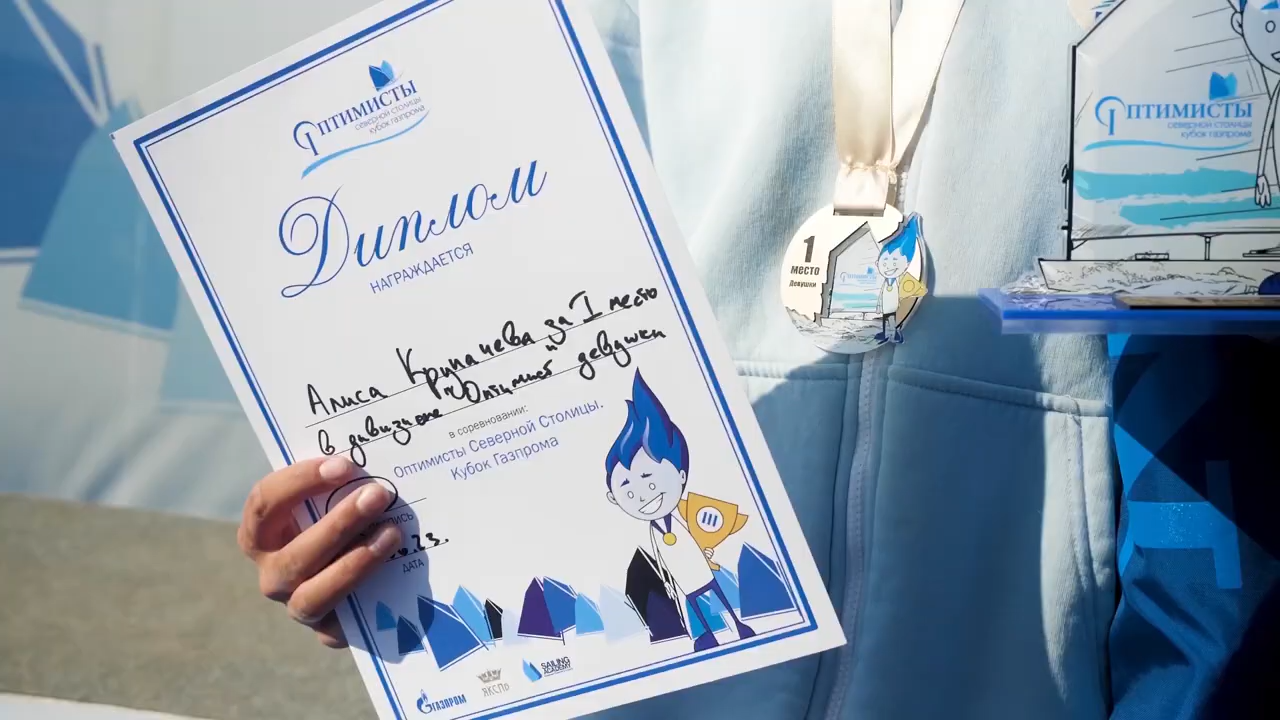 ОПТИМИСТЫ
северной столицы
кубок газпрома
Диплом
НАГРАЖДАЕТСЯ
Алиса Крупачева за I место
в дивизионе "Оптимист" девушки
в соревновании:
Оптимисты Северной Столицы.
Кубок Газпрома
ДАТА
ГАЗПРОМ
ЯКСПб
SAILING
ACADEMY
1
место
Девушки
ОПТИМИСТЫ
северной столицы
кубок газпрома